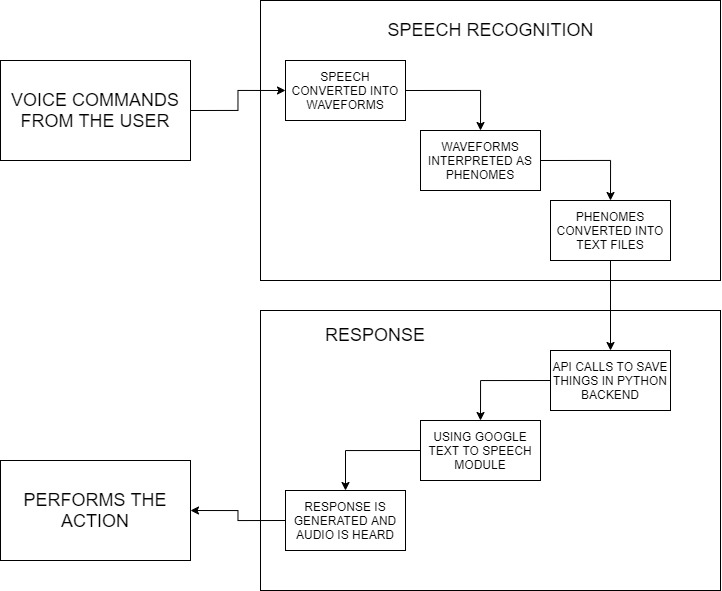 SPEECH RECOGNITION
VOICE COMMANDS
FROM THE USER
SPEECH
CONVERTED INTO
WAVEFORMS
WAVEFORMS
INTERPRETED AS
PHENOMES
PHENOMES
CONVERTED INTO
TEXT FILES
RESPONSE
API CALLS TO SAVE
THINGS IN PYTHON
BACKEND
USING GOOGLE
TEXT TO SPEECH
MODULE
RESPONSE IS
GENERATED AND
AUDIO IS HEARD
PERFORMS THE
ACTION